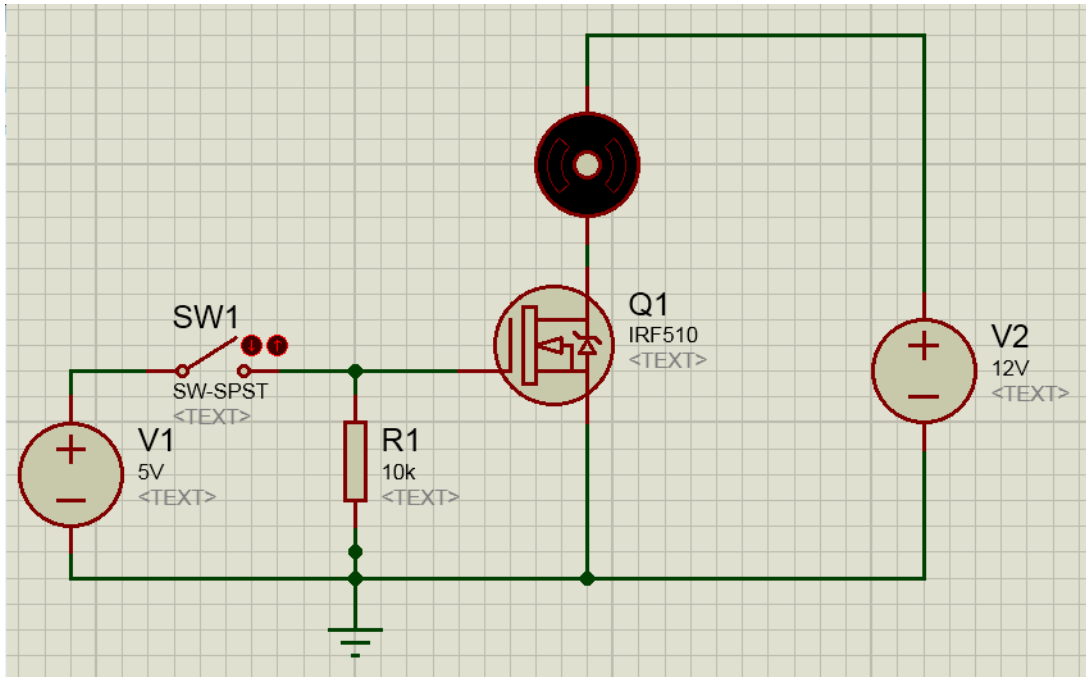 SW1
SW-SPST
<TEXT>
V1
5V
<TEXT>
R1
10k
<TEXT>
Q1
IRF510
<TEXT>
V2
12V
<TEXT>